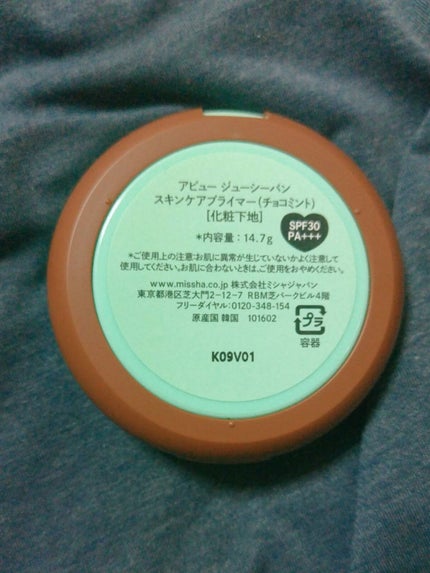 アピュー ジューシーパン
スキンケアプライマー(チョコミント)
[化粧下地]
SPF30
PA+++
*内容量：14.7g
*ご使用上の注意:お肌に異常が生じていないかよく注意して
使用してください。お肌に合わないときは、ご使用をおやめください。
www.missha.co.jp 株式会社ミシャジャパン
東京都港区芝大門2-12-7 RBM芝パークビル4階
フリーダイヤル:0120-348-154
原産国 韓国 101602
プラ
容器
K09V01